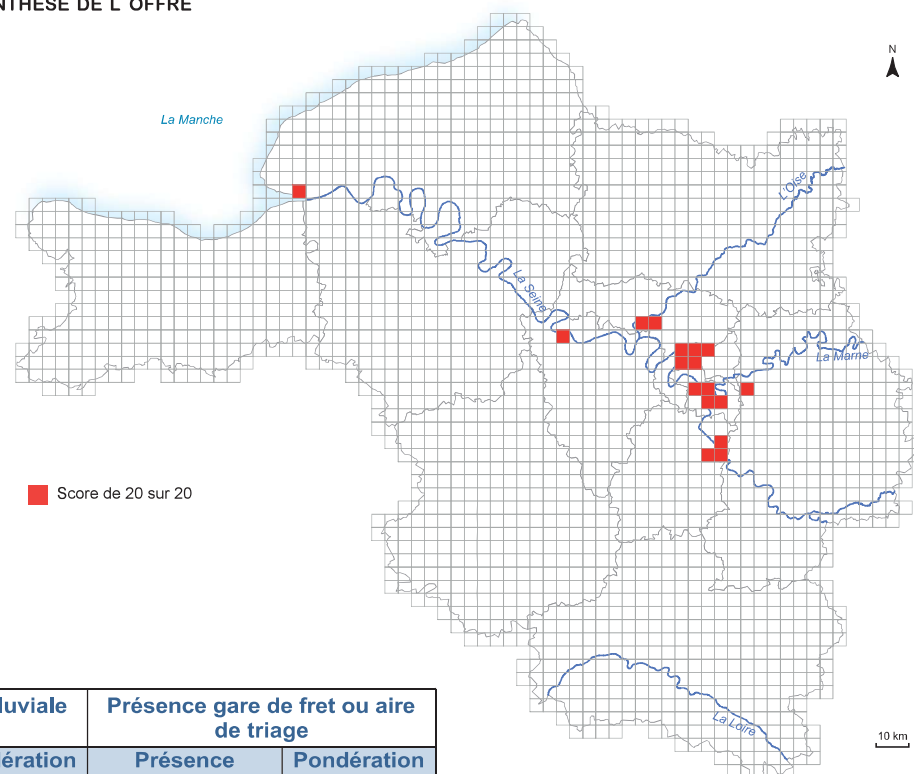 NTHÈSE DE L'OFFRE
N
La Manche
L'Oise
La Seine
La Marne
Score de 20 sur 20
La Loire
10 km
luviale
Présence gare de fret ou aire
de triage
ération
Présence
Pondération